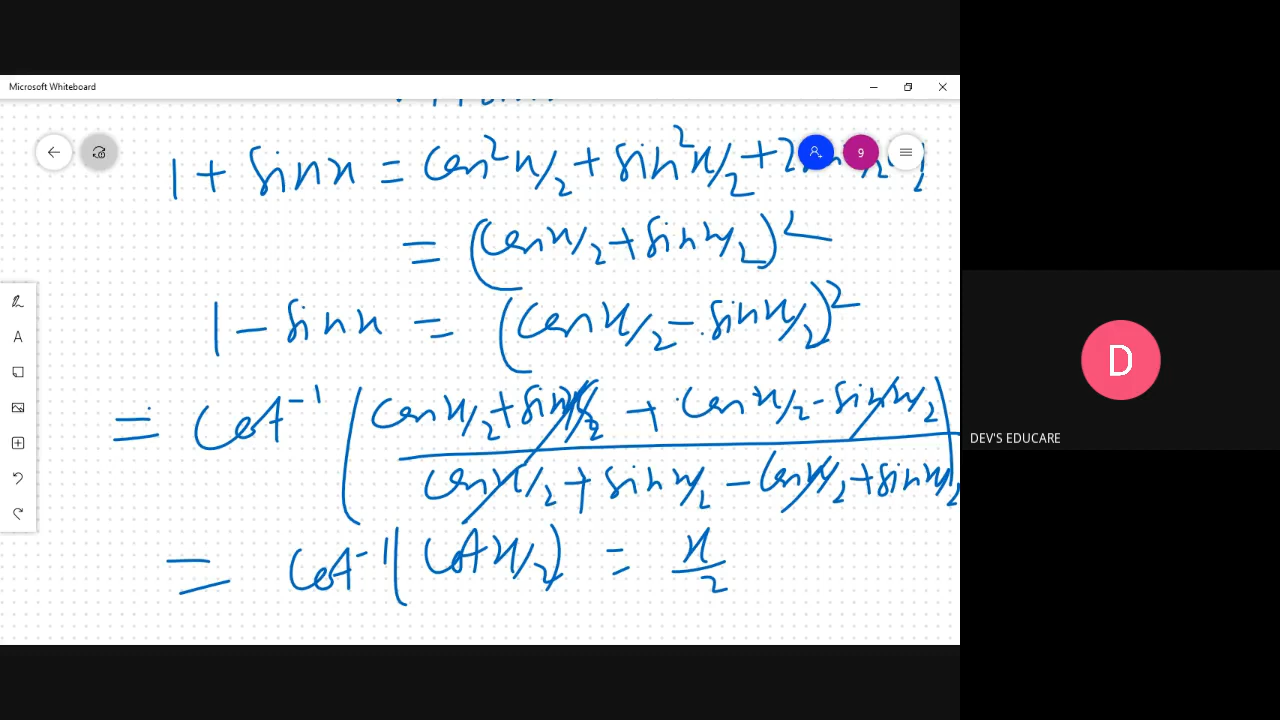 Microsoft Whiteboard
1 + sin x = cos²x/2 + sin²x/2 + 2
9
= (cos x/2 + sin x/2)²
1 - sin x = (cos x/2 - sin x/2)²
A
= cot⁻¹ (cos x/2 + sin x/2 + cos x/2 - sin x/2
cos x/2 + sin x/2 - cos x/2 + sin x/2)
= cot⁻¹ (cot x/2) = x/2
D
DEV'S EDUCARE